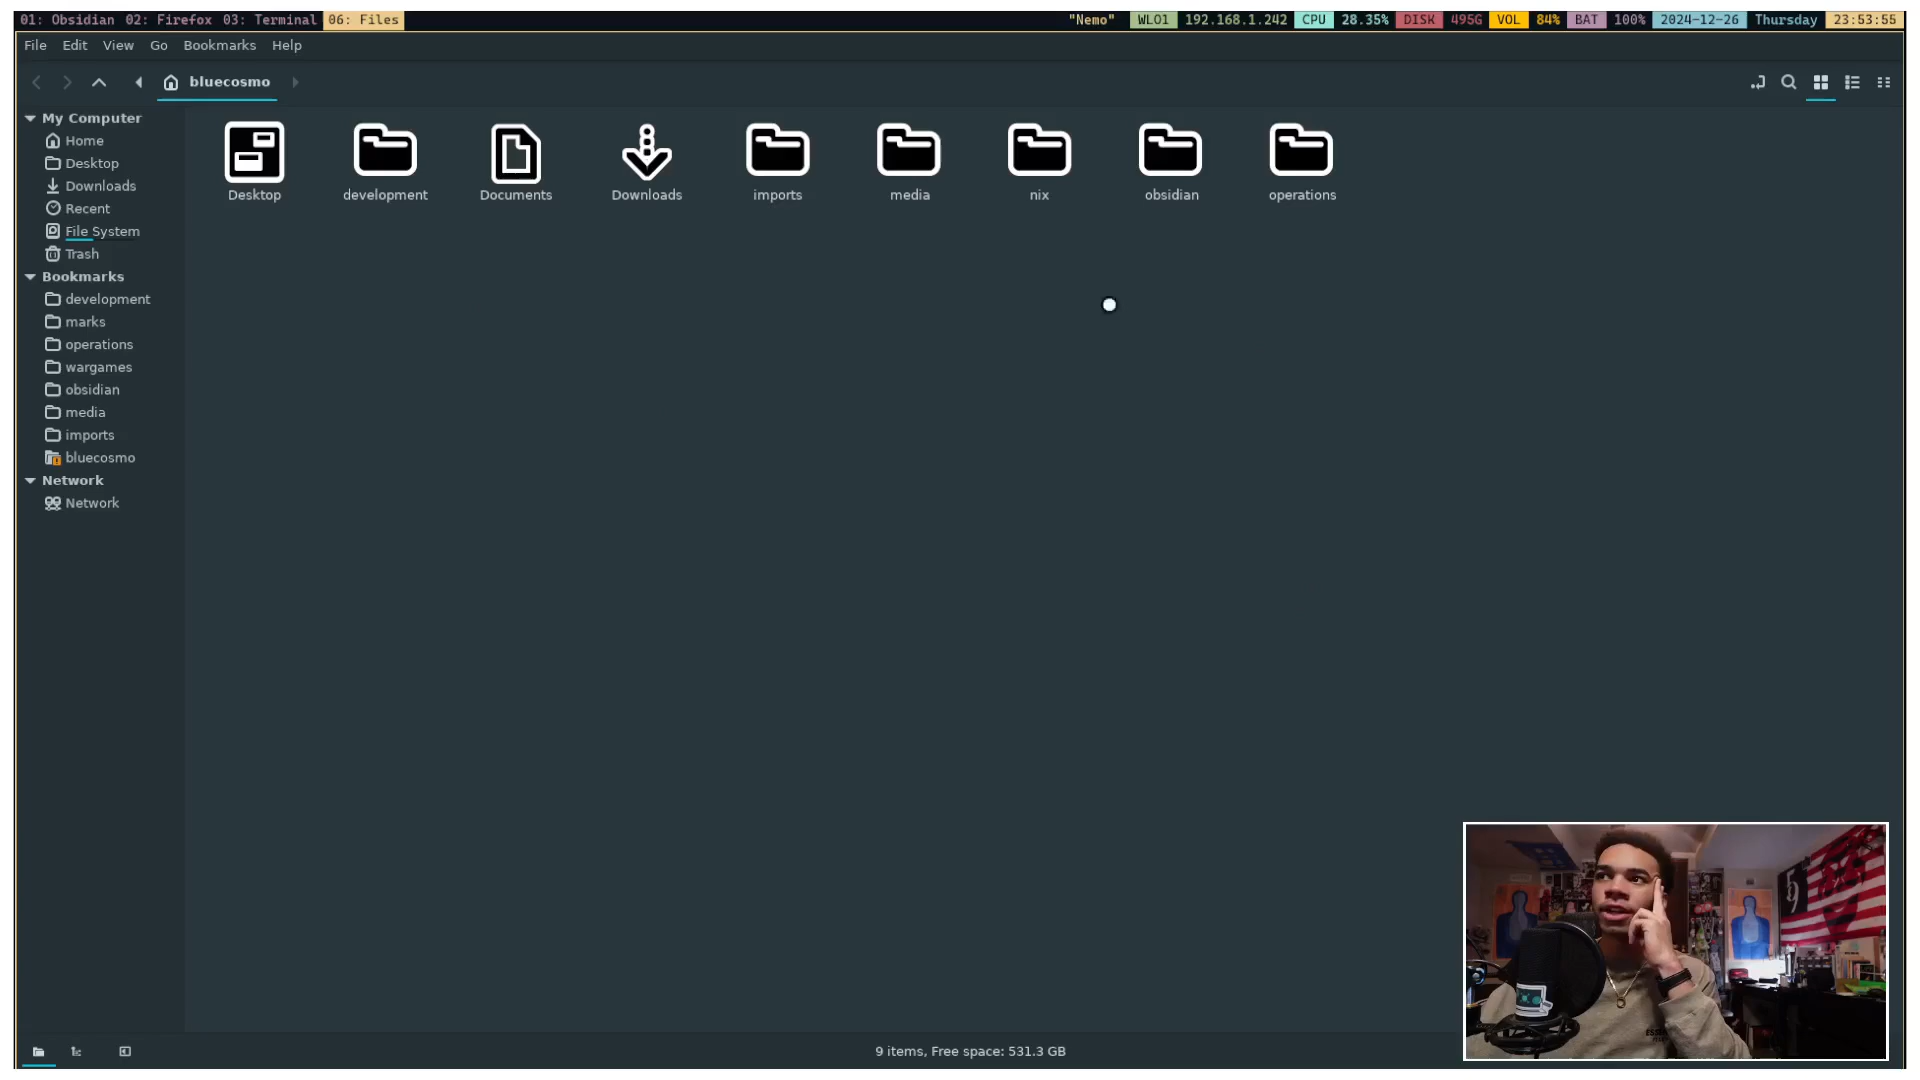 01: Obsidian 02: Firefox 03: Terminal 06: Files "Nemo" WLO1 192.168.1.242 CPU 28.35% DISK 495G VOL 84% BAT 100% 2024-12-26 Thursday 23:53:55
File Edit View Go Bookmarks Help
bluecosmo
My Computer
Home
Desktop
Downloads
Recent
File System
Trash
Bookmarks
development
marks
operations
wargames
obsidian
media
imports
bluecosmo
Network
Network
Desktop development Documents Downloads imports media nix obsidian operations
9 items, Free space: 531.3 GB